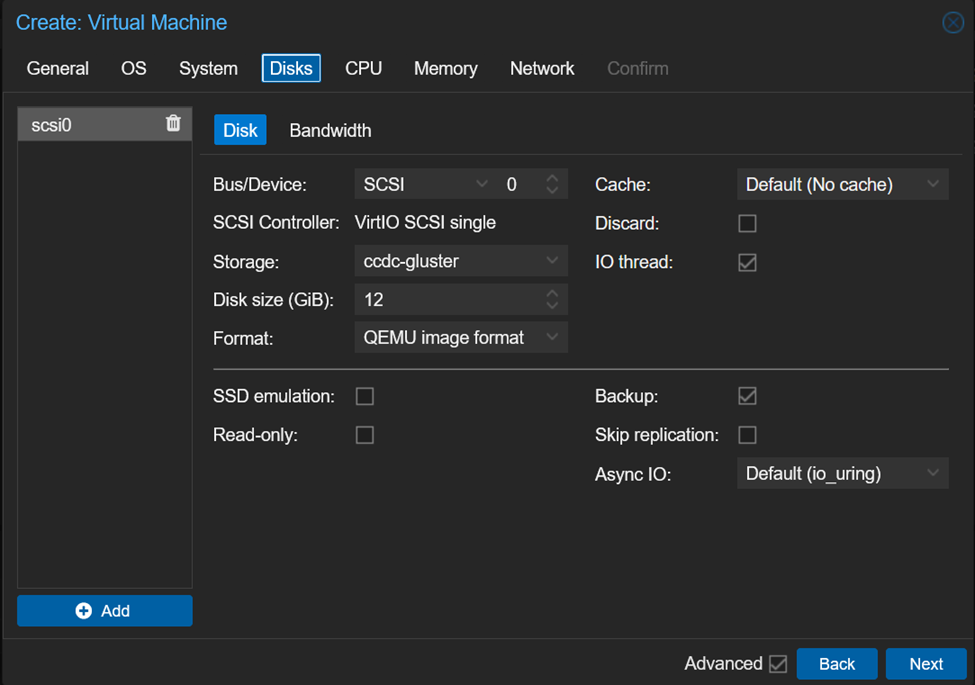 Create: Virtual Machine
General OS System Disks CPU Memory Network Confirm
scsi0
Disk Bandwidth
Bus/Device: SCSI 0 Cache: Default (No cache)
SCSI Controller: VirtIO SCSI single Discard:
Storage: ccdc-gluster IO thread:
Disk size (GiB): 12
Format: QEMU image format
SSD emulation: Backup:
Read-only: Skip replication:
Async IO: Default (io_uring)
Add
Advanced Back Next